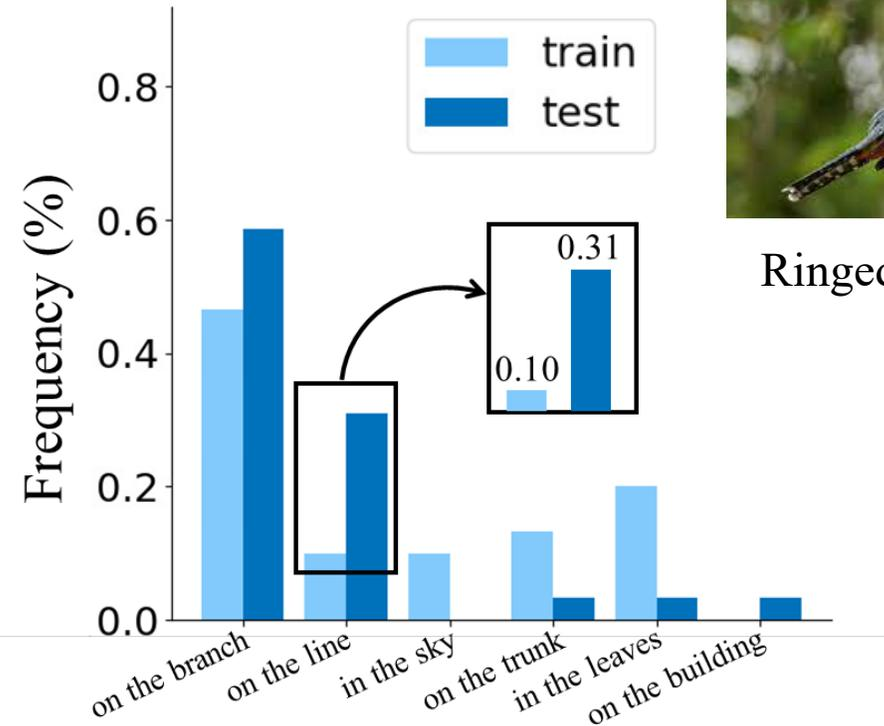 train
test
Frequency (%)
0.8
0.6
0.4
0.2
0.0
0.31
0.10
Ringed
on the branch
on the line
in the sky
on the trunk
in the leaves
on the building